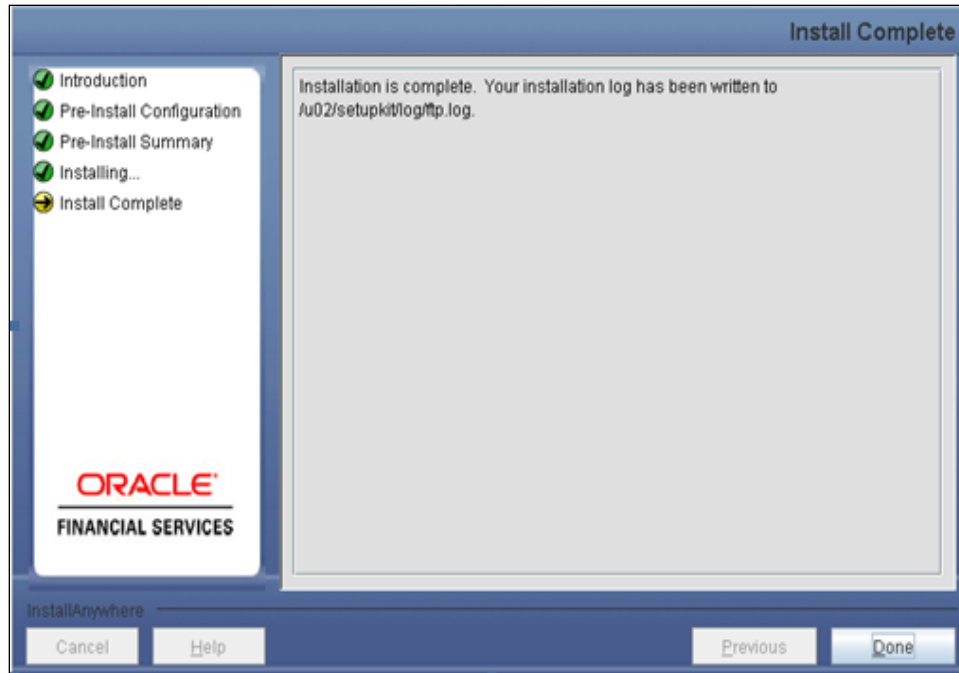 Install Complete
Introduction
Pre-Install Configuration
Pre-Install Summary
Installing...
Install Complete
Installation is complete. Your installation log has been written to
/u02/setupkit/log/ftp.log.
ORACLE
FINANCIAL SERVICES
InstallAnywhere
Cancel
Help
Previous
Done